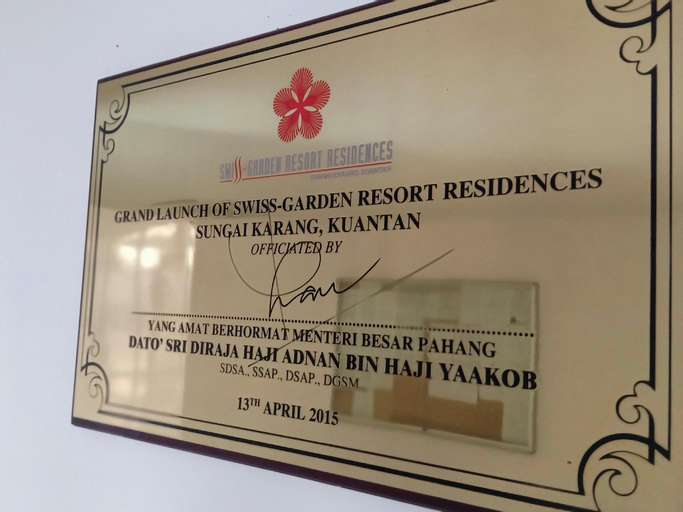 SWISS-GARDEN RESORT RESIDENCES
GRAND LAUNCH OF SWISS-GARDEN RESORT RESIDENCES
SUNGAI KARANG, KUANTAN
OFFICIATED BY
YANG AMAT BERHORMAT MENTERI BESAR PAHANG
DATO' SRI DIRAJA HAJI ADNAN BIN HAJI YAAKOB
SDSA., SSAP., DSAP., DGSM
13TH APRIL 2015